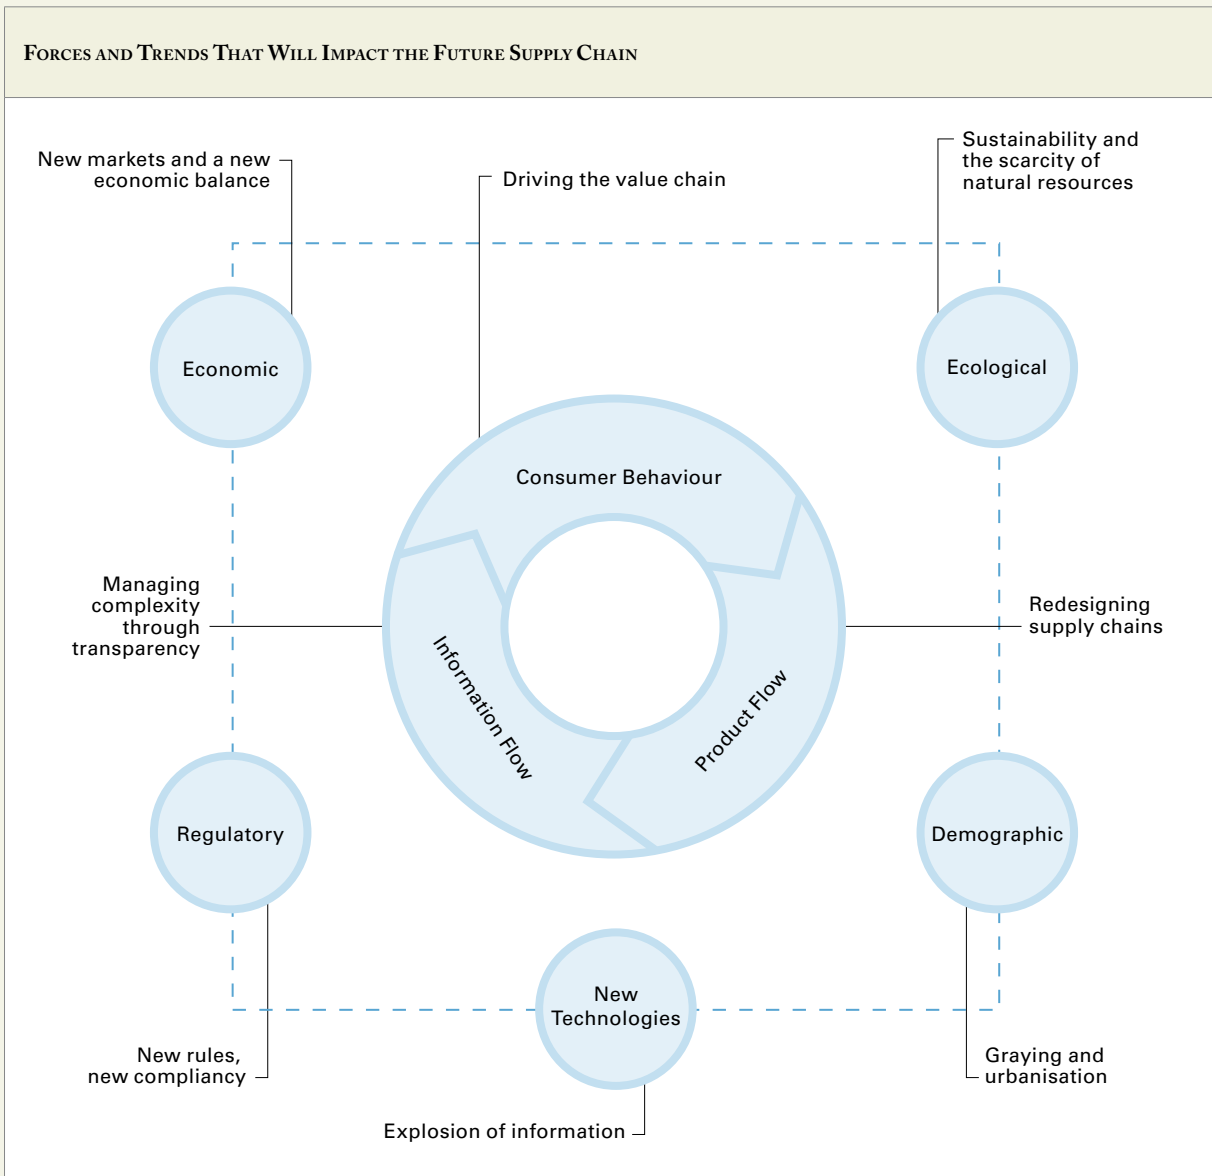 FORCES AND TRENDS THAT WILL IMPACT THE FUTURE SUPPLY CHAIN
New markets and a new
economic balance
Driving the value chain
Sustainability and
the scarcity of
natural resources
Economic
Ecological
Consumer Behaviour
Managing
complexity
through
transparency
Redesigning
supply chains
Information Flow
Product Flow
Regulatory
Demographic
New
Technologies
New rules,
new compliancy
Graying and
urbanisation
Explosion of information